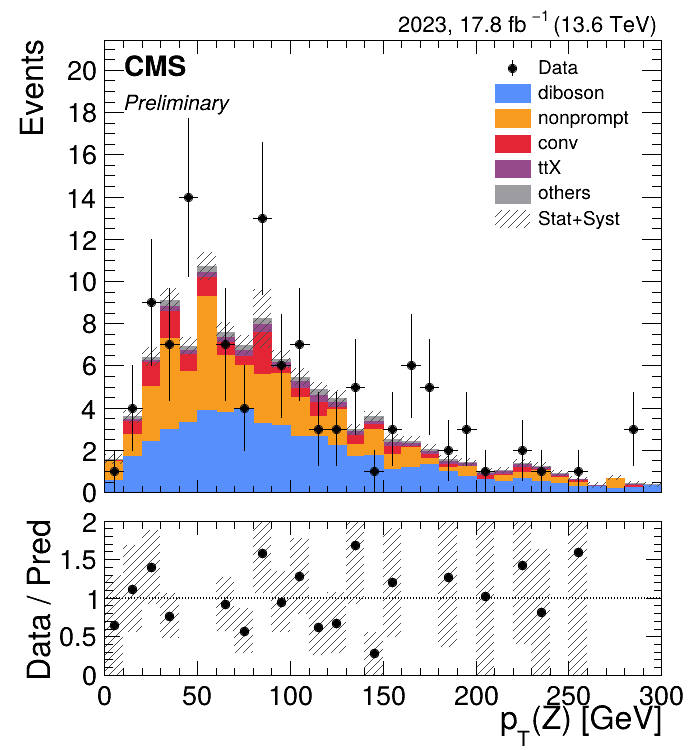 2023, 17.8 fb⁻¹ (13.6 TeV)
Events
CMS
Preliminary
Data
diboson
nonprompt
conv
ttX
others
Stat+Syst
20
18
16
14
12
10
8
6
4
2
0
Data / Pred
2
1.5
1
0.5
0
0 50 100 150 200 250 300
p_T(Z) [GeV]